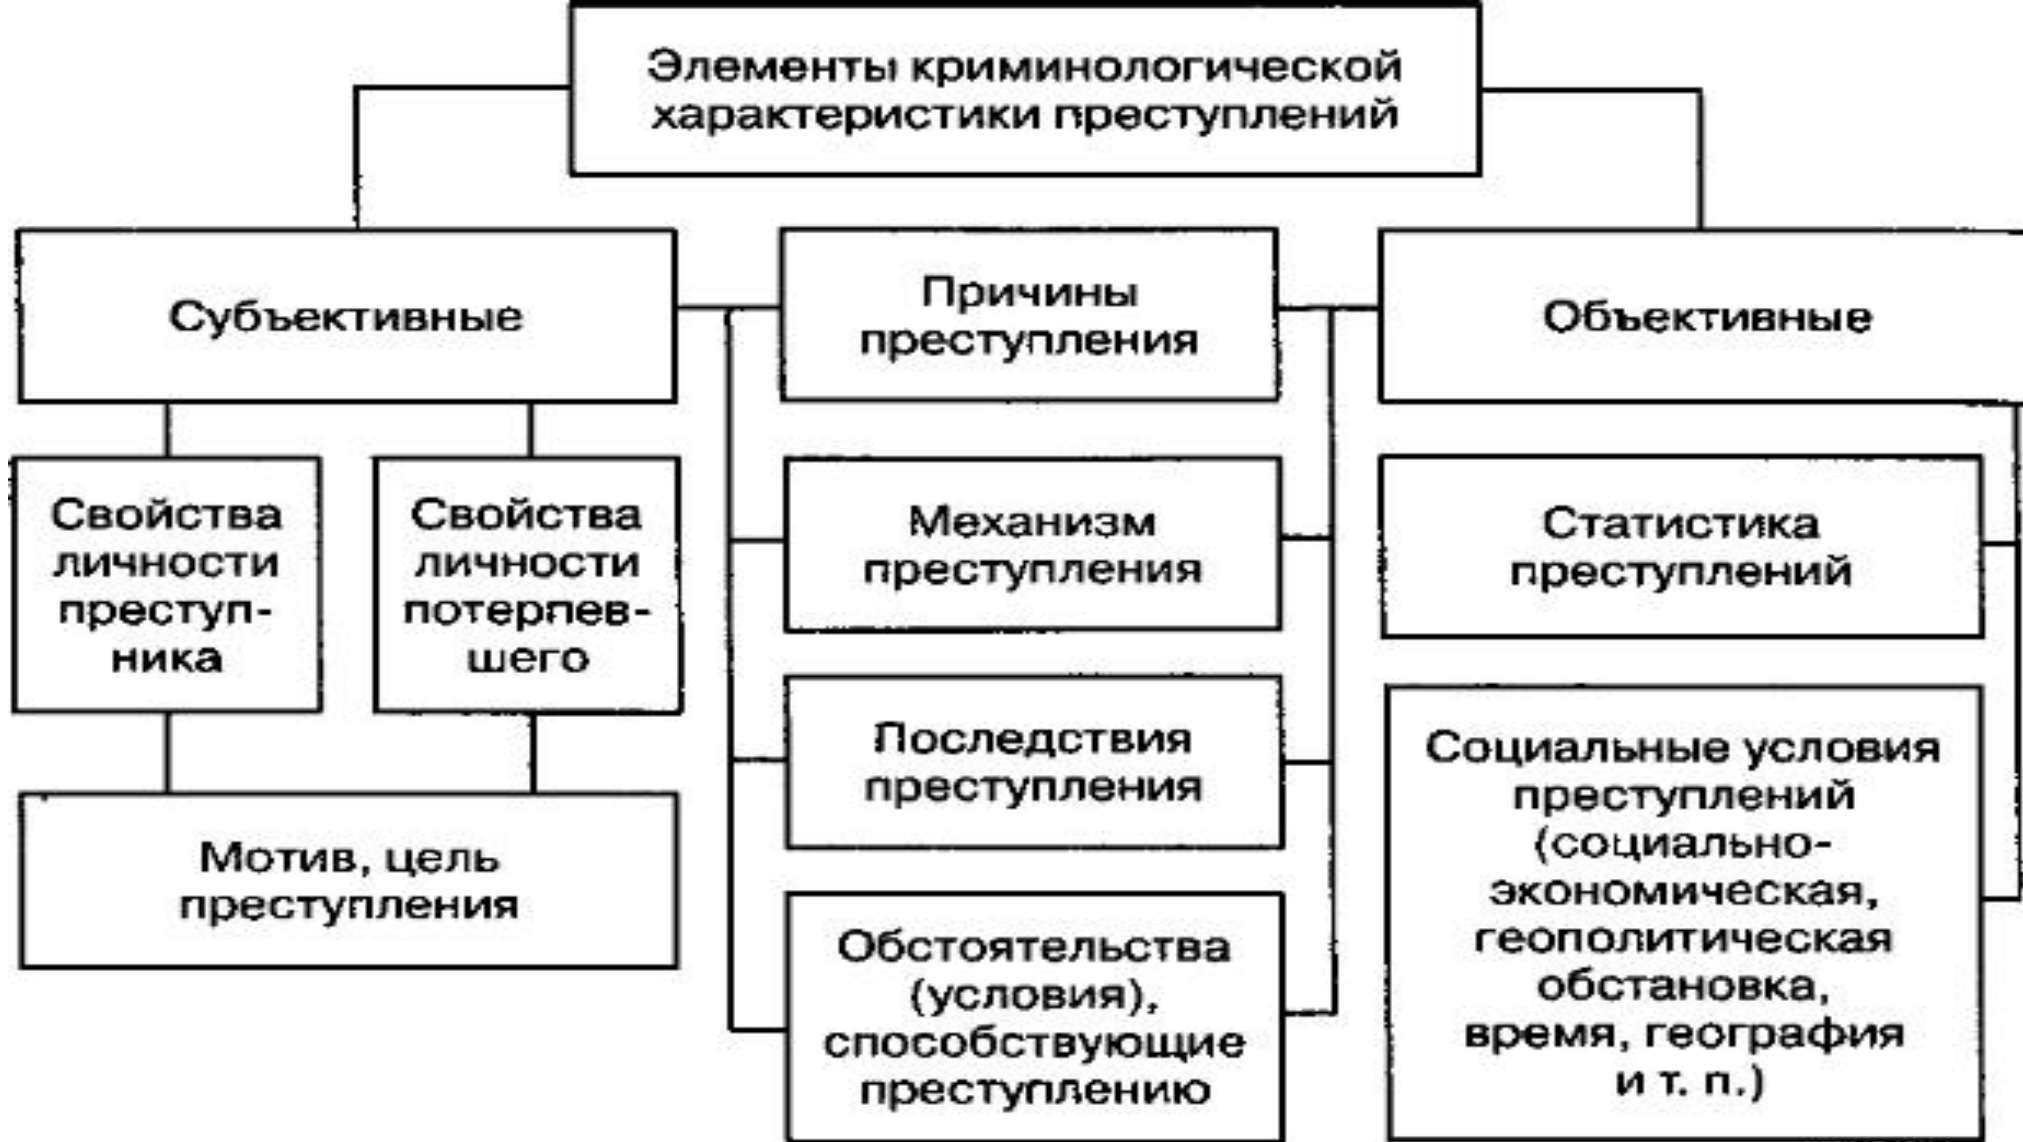 Элементы криминологической
характеристики преступлений
Субъективные
Причины
преступления
Объективные
Свойства
личности
преступ-
ника
Свойства
личности
потерпев-
шего
Механизм
преступления
Статистика
преступлений
Последствия
преступления
Социальные условия
преступлений
(социально-
экономическая,
геополитическая
обстановка,
время, география
и т. п.)
Мотив, цель
преступления
Обстоятельства
(условия),
способствующие
преступлению